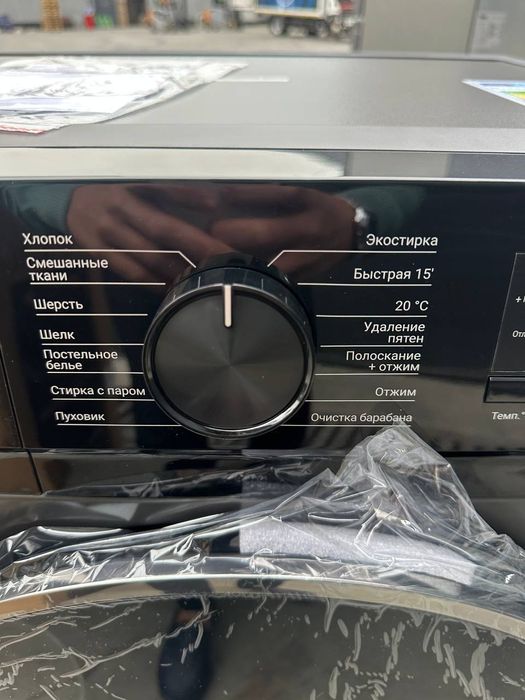 Хлопок
Смешанные
ткани
Шерсть
Шелк
Постельное
белье
Стирка с паром
Пуховик
Экостирка
Быстрая 15'
20 °C
Удаление
пятен
Полоскание
+ отжим
Отжим
Очистка барабана
Темп.